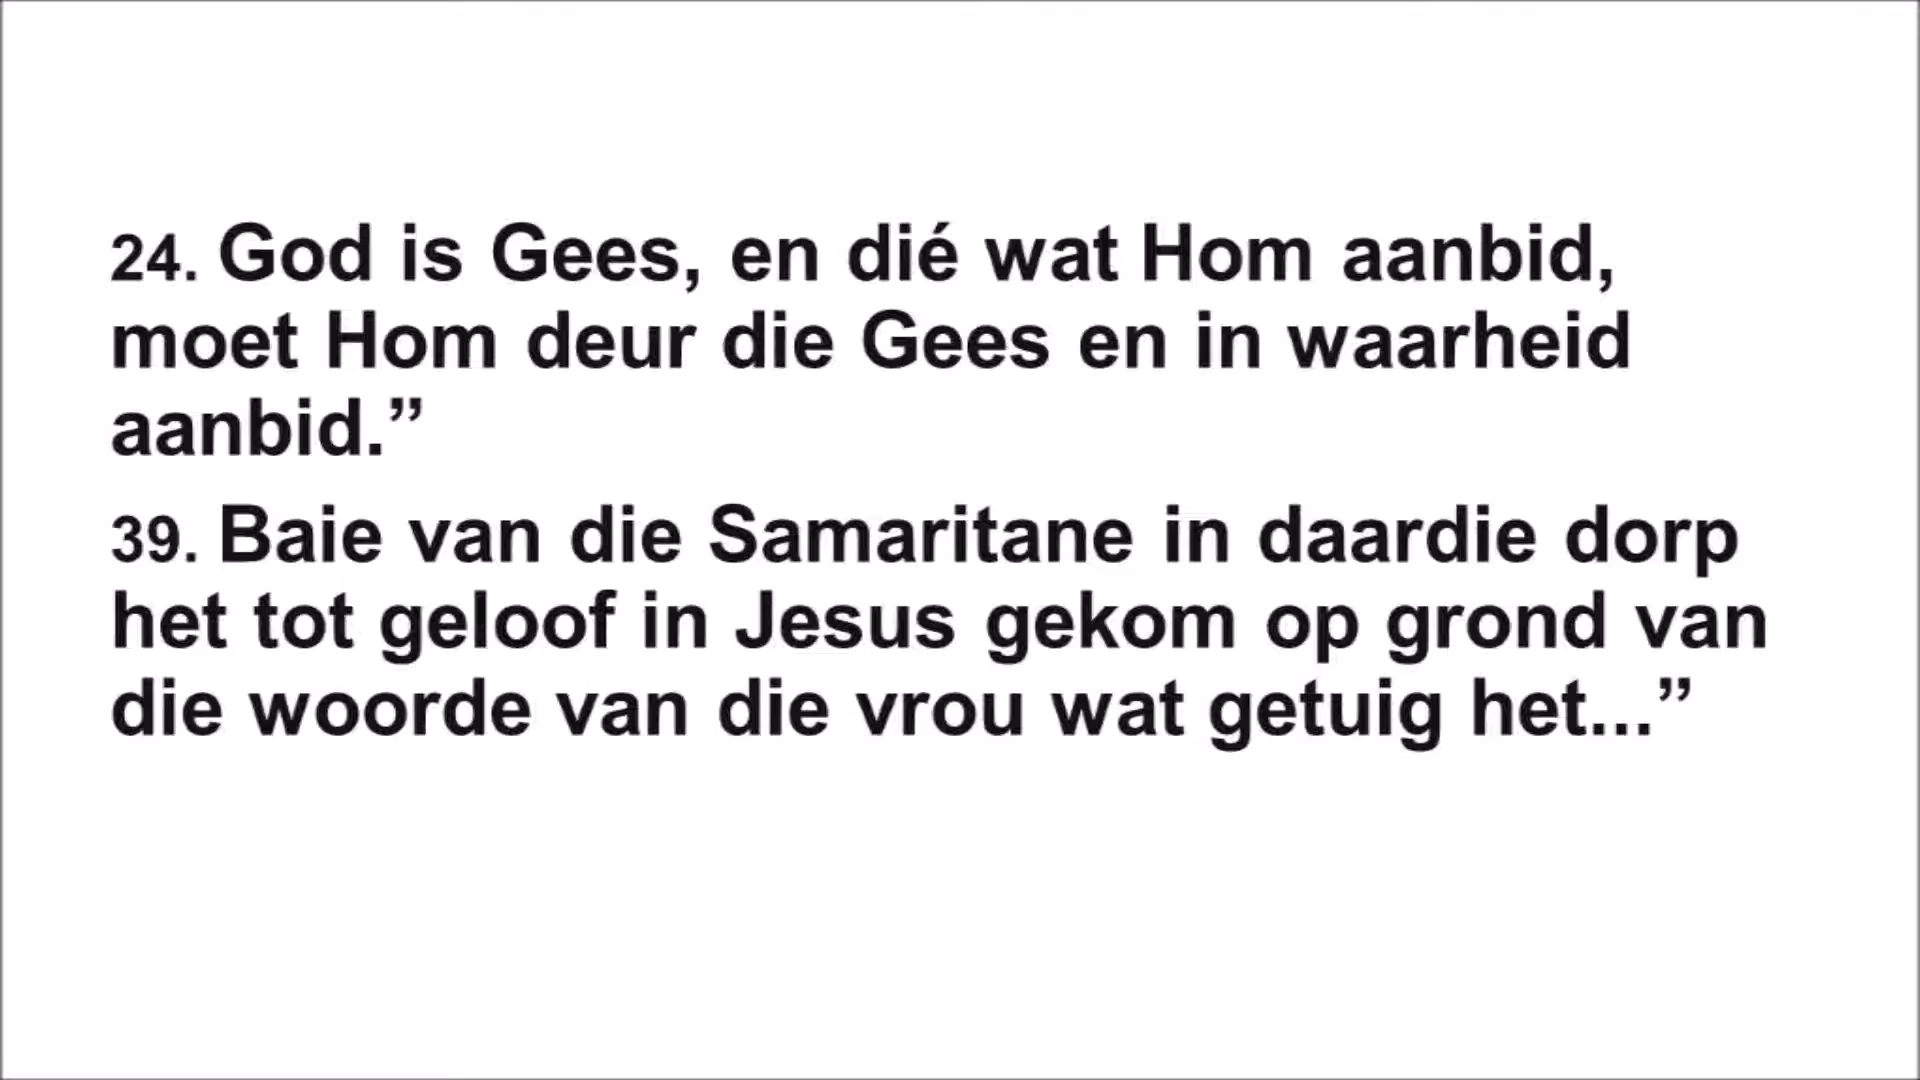 24. God is Gees, en dié wat Hom aanbid,
moet Hom deur die Gees en in waarheid
aanbid.”
39. Baie van die Samaritane in daardie dorp
het tot geloof in Jesus gekom op grond van
die woorde van die vrou wat getuig het...”